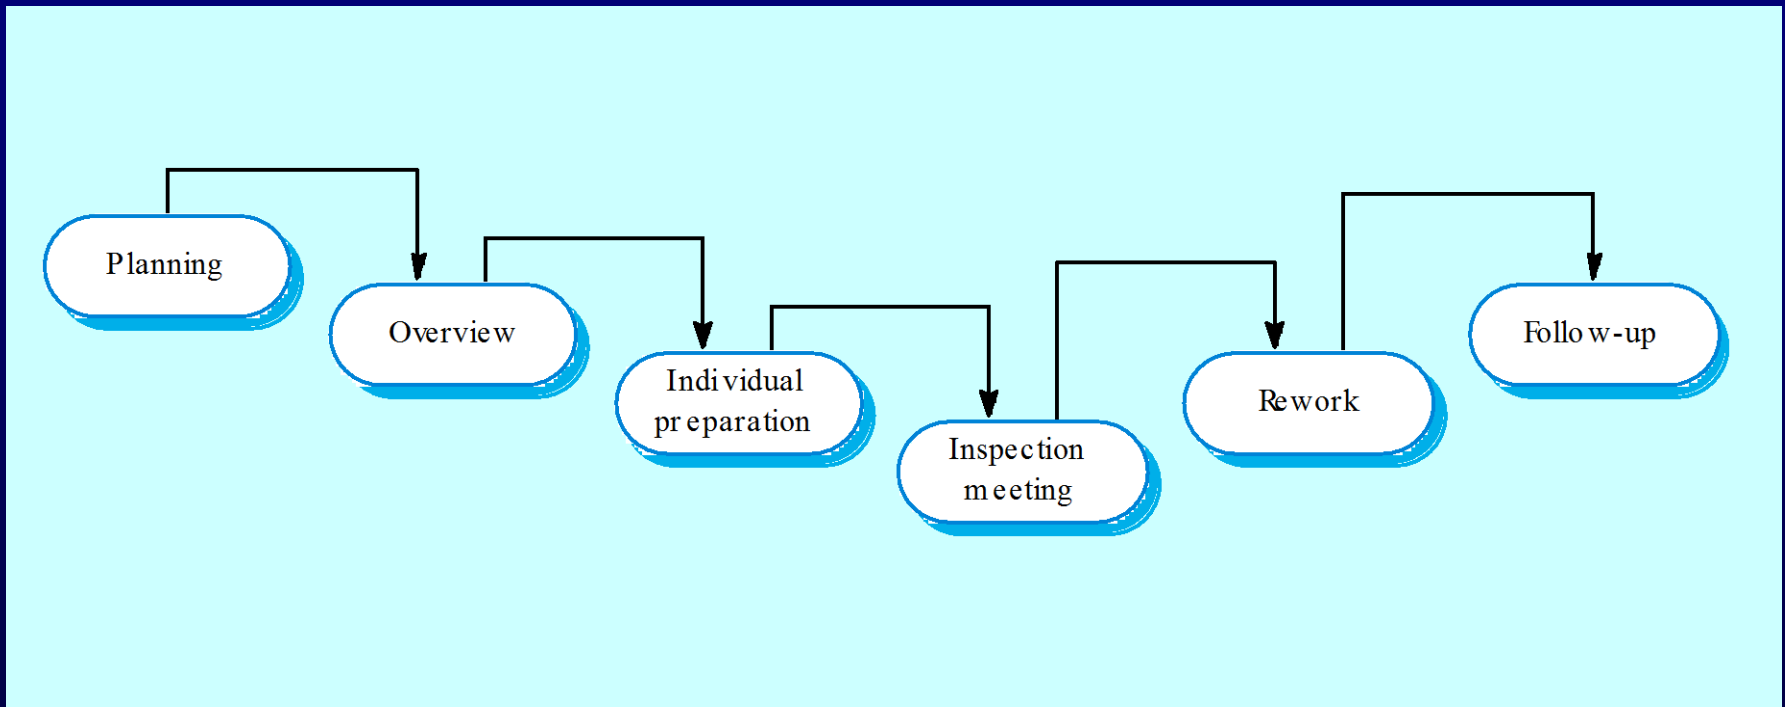 Planning
Overview
Individual
preparation
Inspection
meeting
Rework
Follow-up